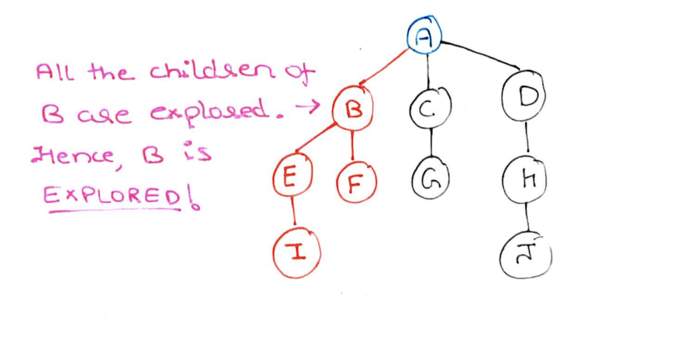 A
All the children of
B are explored. →
B
C
D
Hence, B is
EXPLORED!
E
F
G
H
I
J